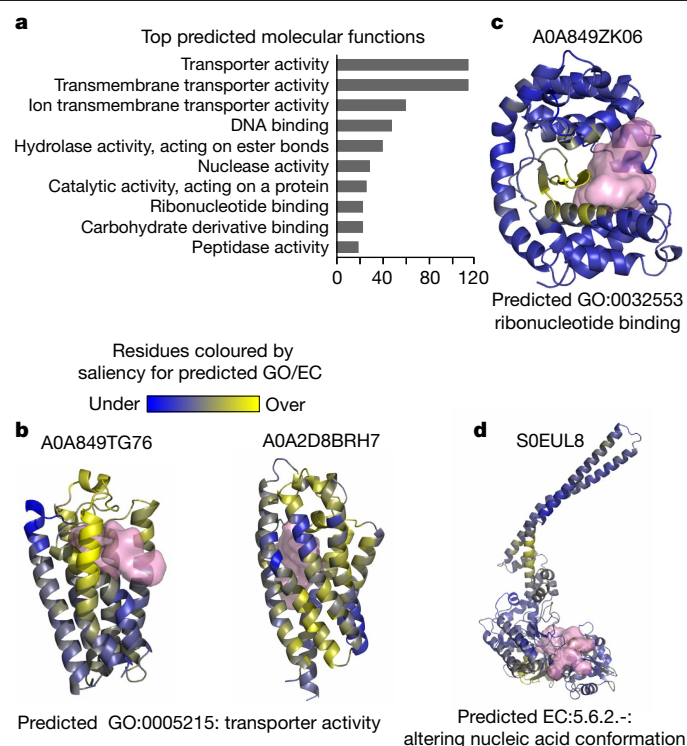 a
Top predicted molecular functions
Transporter activity
Transmembrane transporter activity
Ion transmembrane transporter activity
DNA binding
Hydrolase activity, acting on ester bonds
Nuclease activity
Catalytic activity, acting on a protein
Ribonucleotide binding
Carbohydrate derivative binding
Peptidase activity
0 40 80 120
c
A0A849ZK06
Predicted GO:0032553
ribonucleotide binding
Residues coloured by
saliency for predicted GO/EC
Under Over
b
A0A849TG76 A0A2D8BRH7
Predicted GO:0005215: transporter activity
d
S0EUL8
Predicted EC:5.6.2.-:
altering nucleic acid conformation